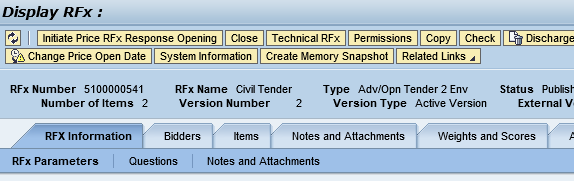 Display RFx :
Initiate Price RFx Response Opening Close Technical RFx Permissions Copy Check Discharge
Change Price Open Date System Information Create Memory Snapshot Related Links
RFx Number 5100000541 RFx Name Civil Tender Type Adv/Opn Tender 2 Env Status Publish
Number of Items 2 Version Number 2 Version Type Active Version External V
RFX Information Bidders Items Notes and Attachments Weights and Scores A
RFx Parameters Questions Notes and Attachments